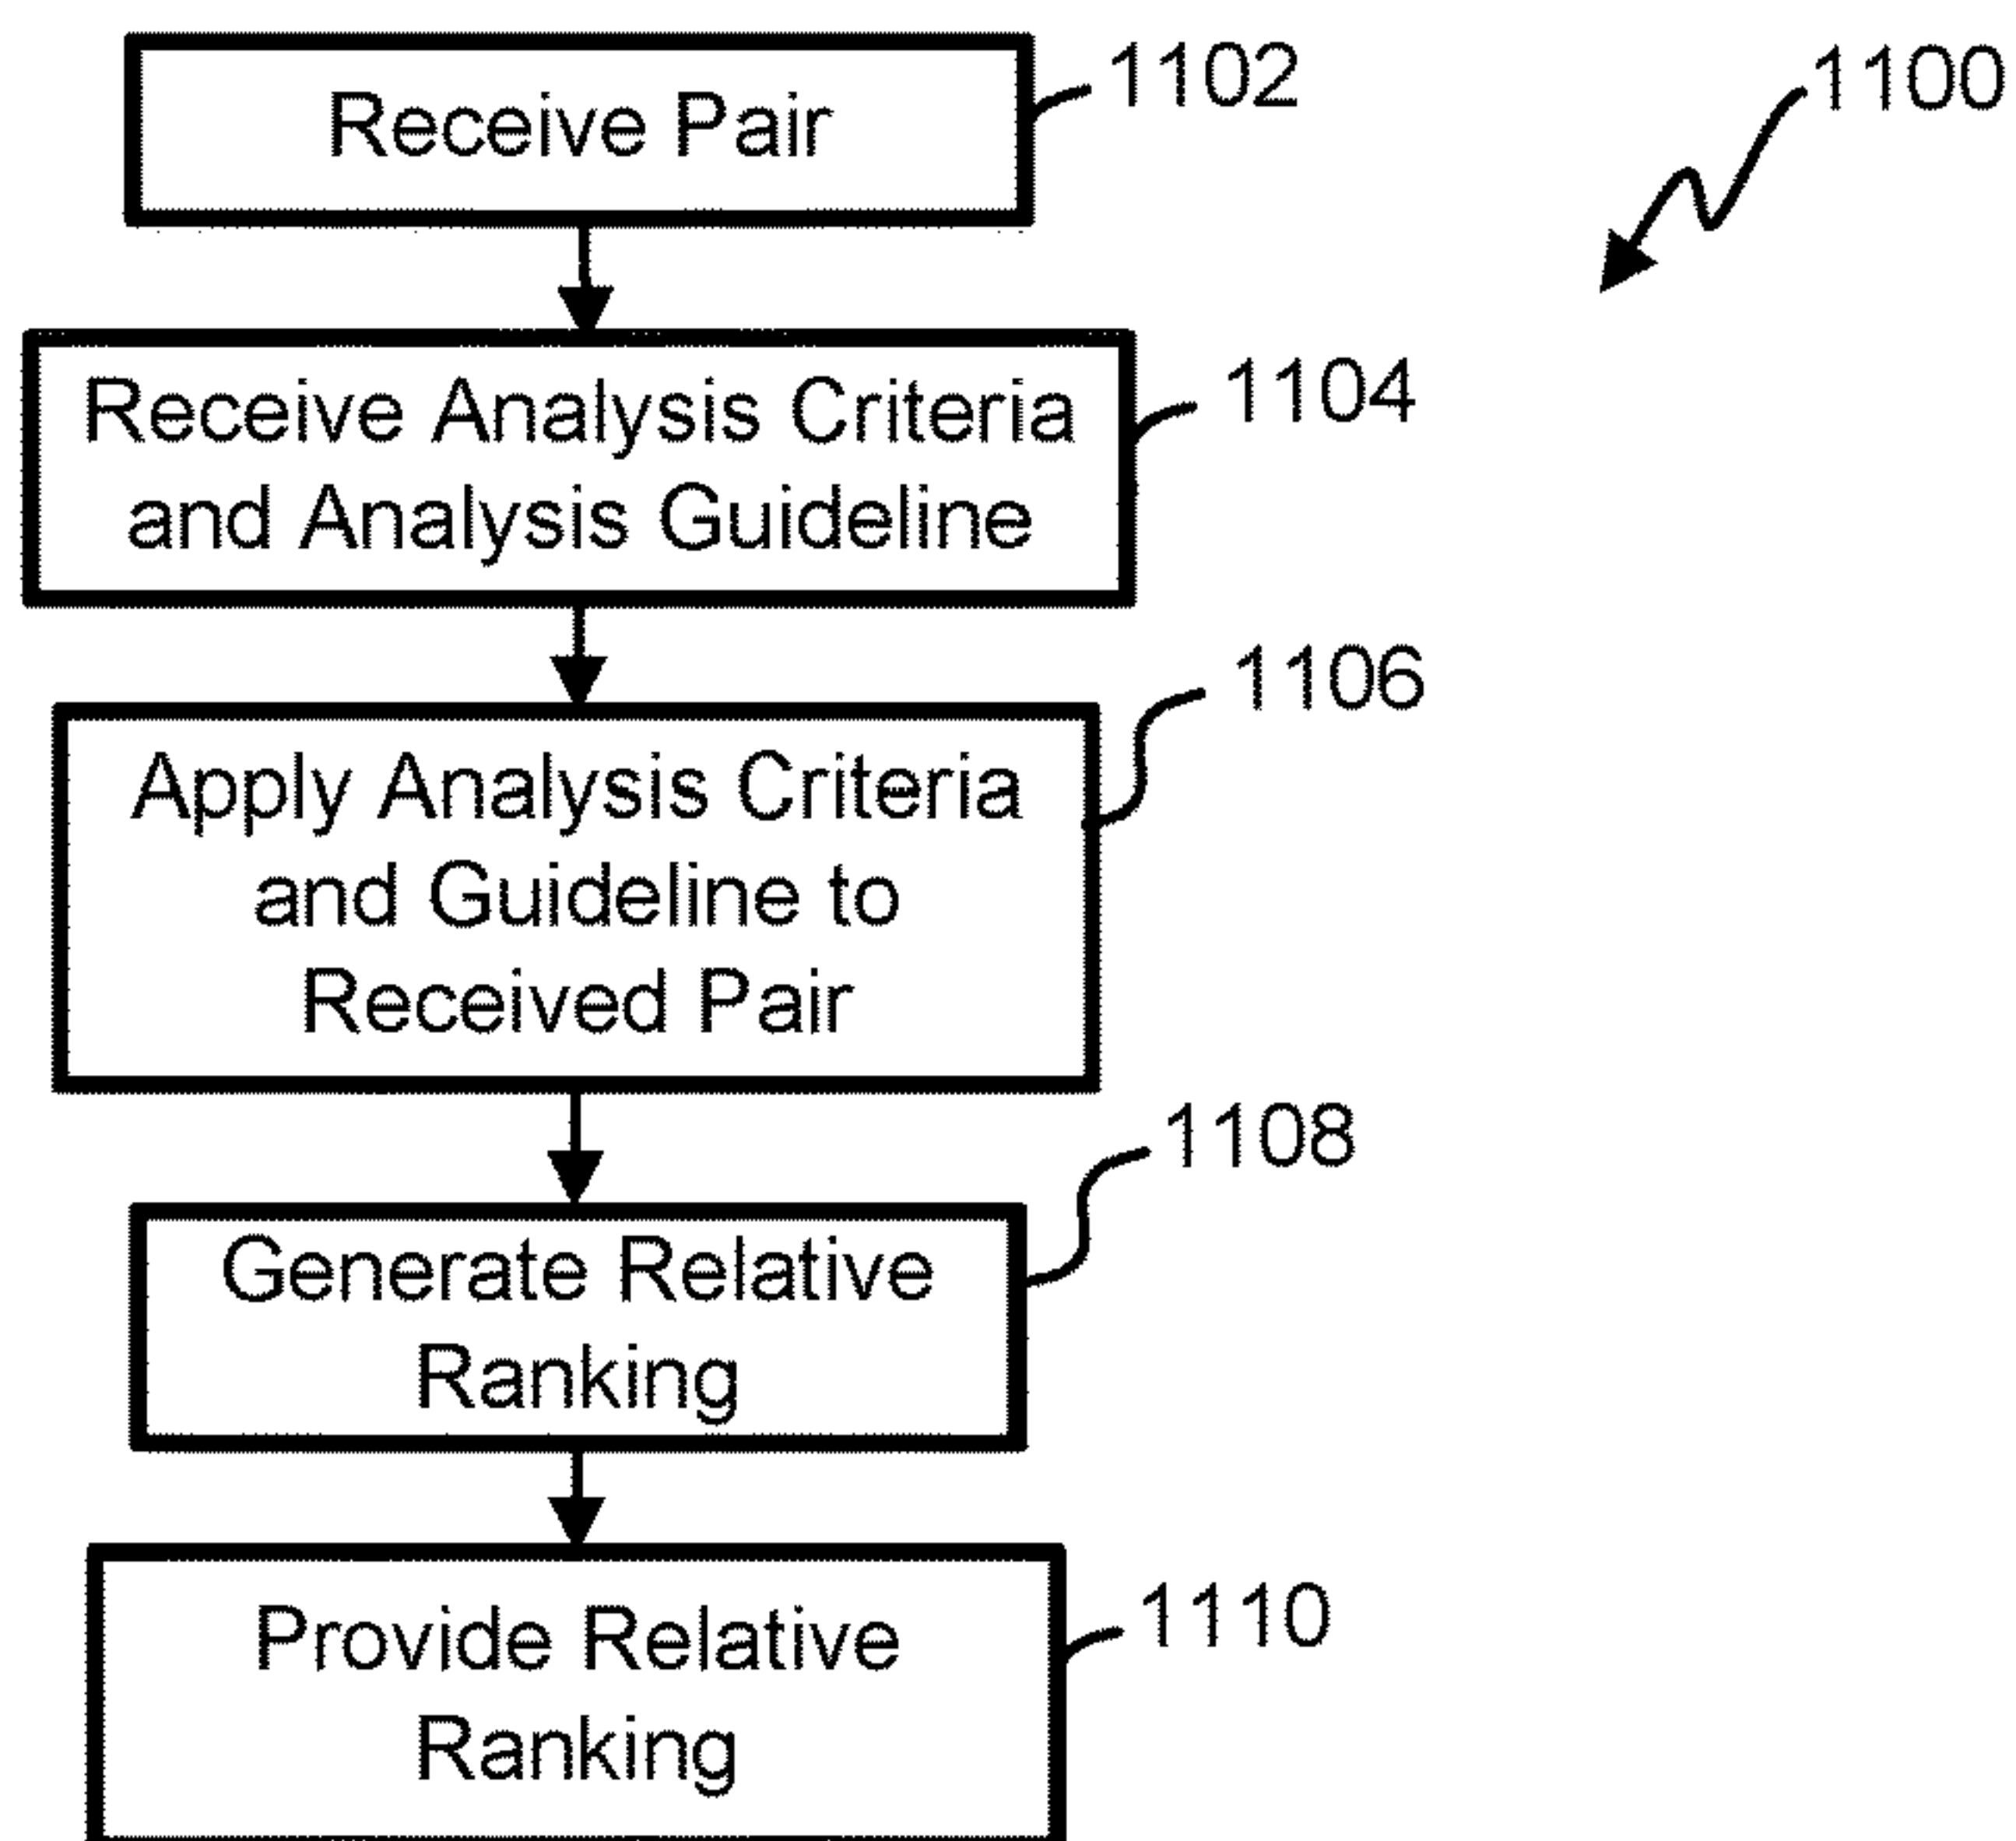 Receive Pair
1102
1100
Receive Analysis Criteria
and Analysis Guideline
1104
Apply Analysis Criteria
and Guideline to
Received Pair
1106
Generate Relative
Ranking
1108
Provide Relative
Ranking
1110